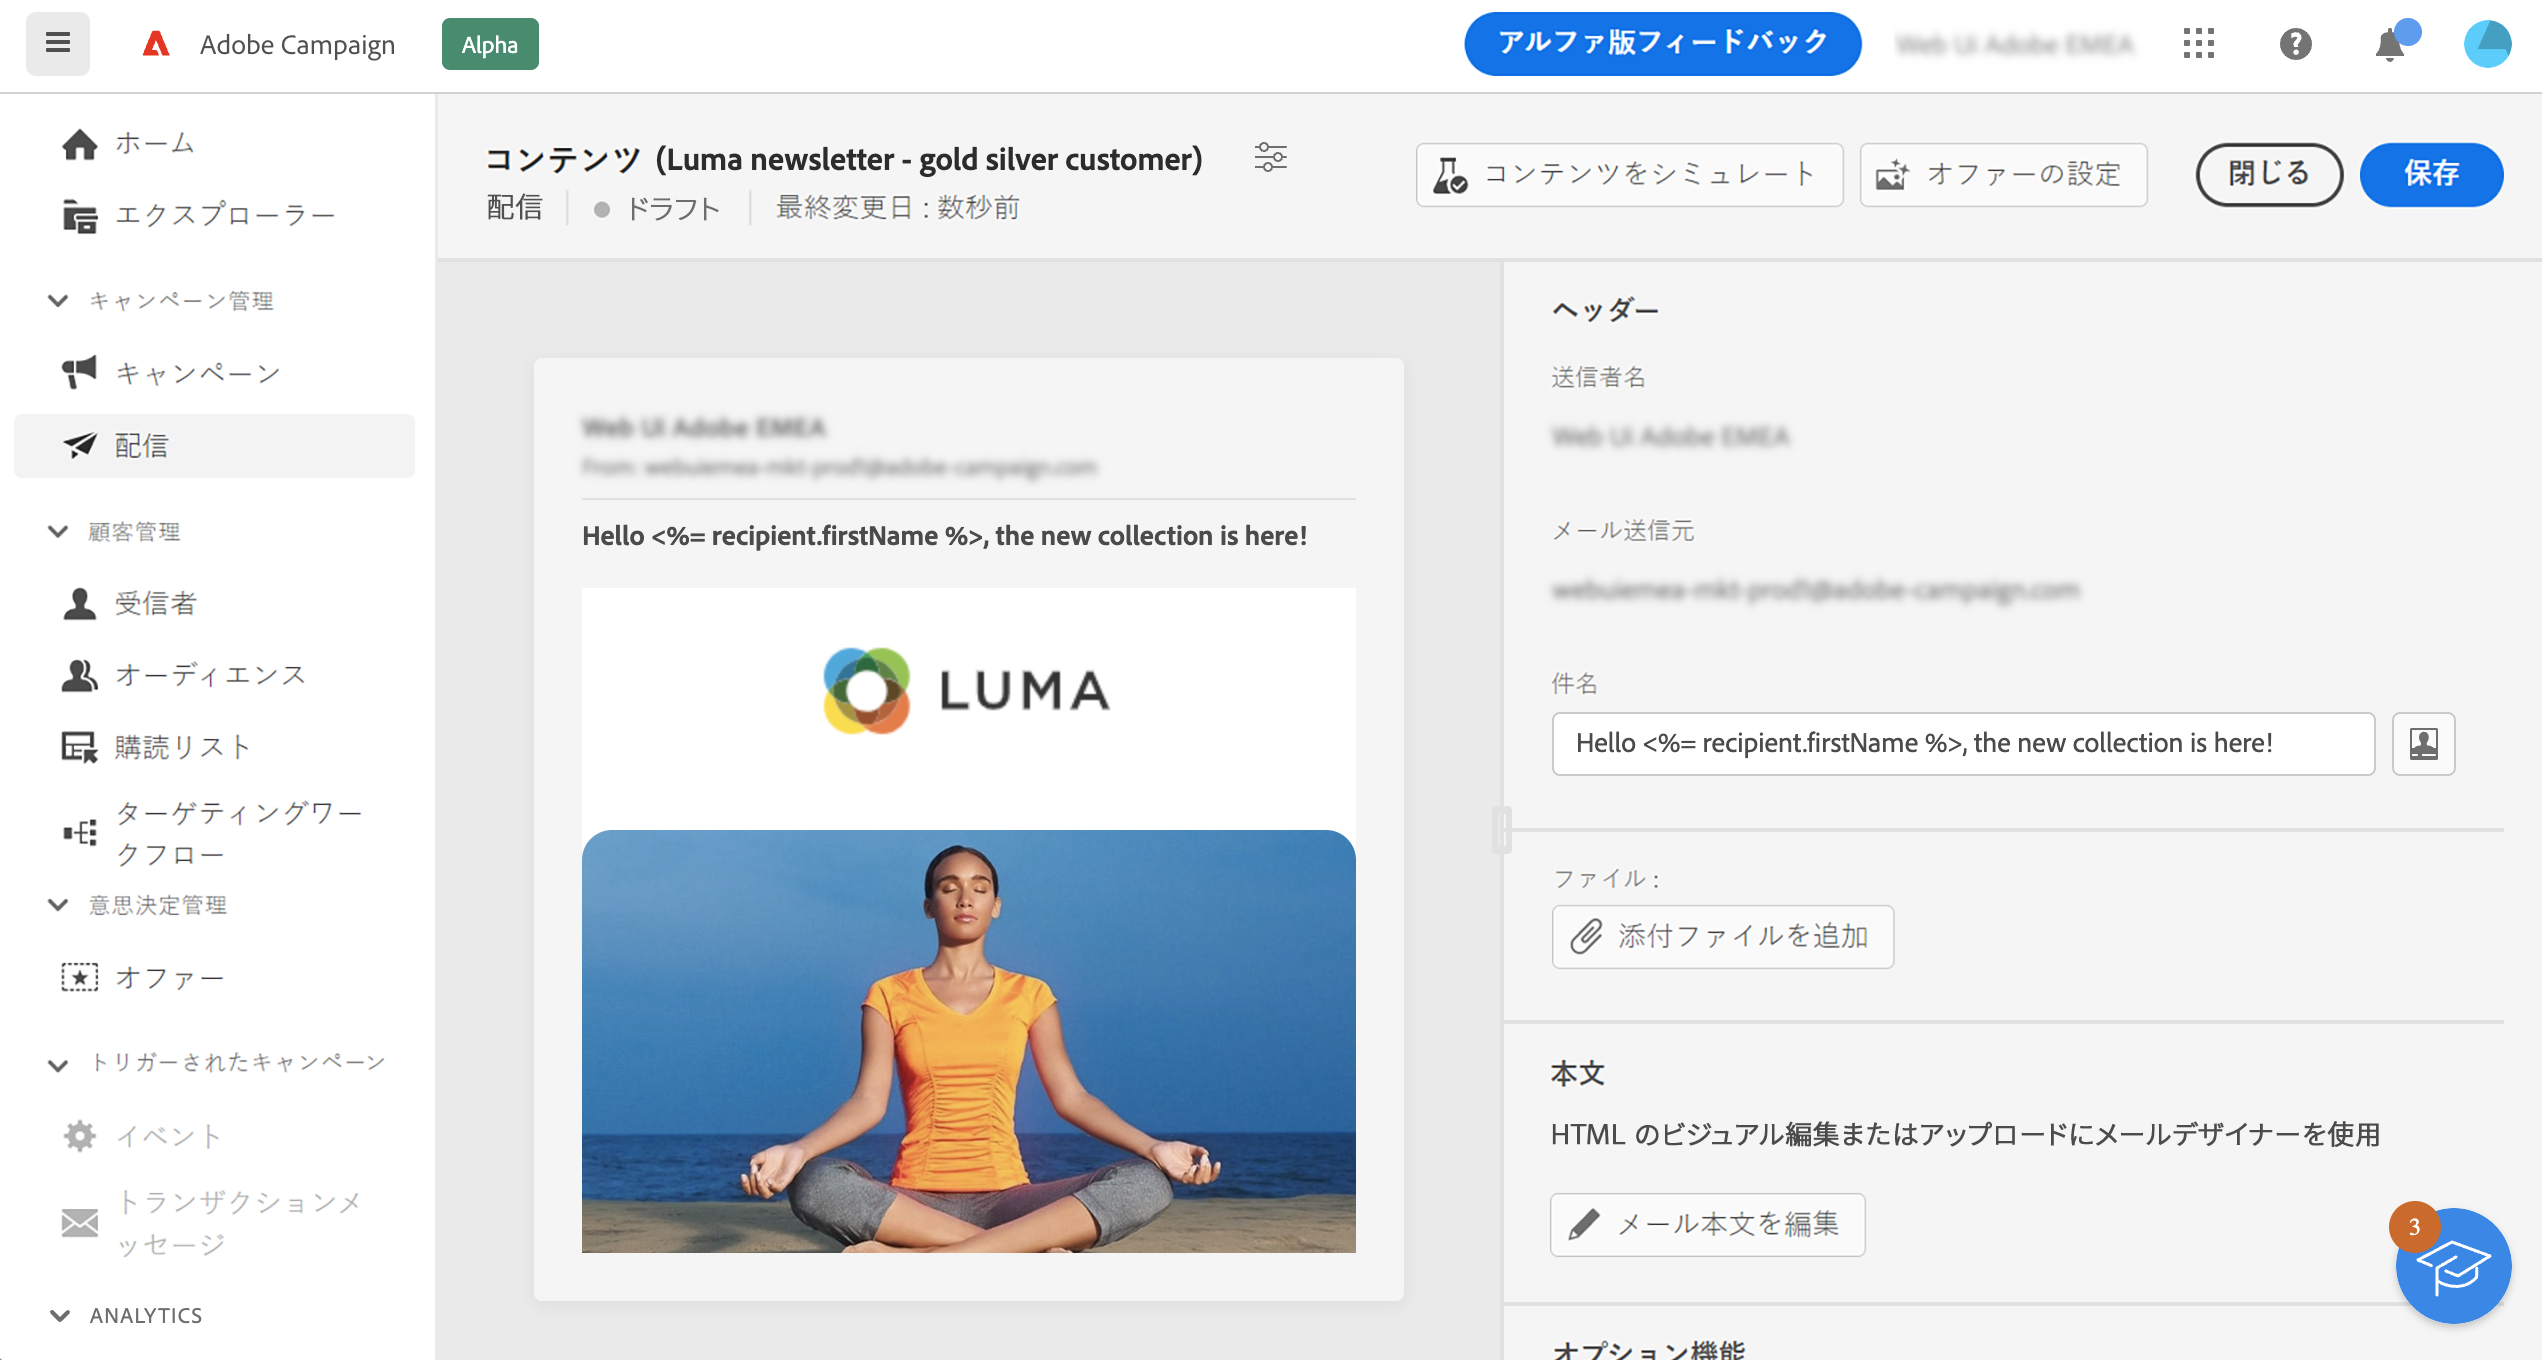 Adobe Campaign
Alpha
アルファ版フィードバック
Web Ui Adobe EMEA
ホーム
エクスプローラー
キャンペーン管理
キャンペーン
配信
顧客管理
受信者
オーディエンス
購読リスト
ターゲティングワー
クフロー
意思決定管理
オファー
トリガーされたキャンペーン
イベント
トランザクションメ
ッセージ
ANALYTICS
コンテンツ (Luma newsletter - gold silver customer)
配信
ドラフト
最終変更日 : 数秒前
コンテンツをシミュレート
オファーの設定
閉じる
保存
Web Ui Adobe EMEA
Hello <%= recipient.firstName %>, the new collection is here!
LUMA
ヘッダー
送信者名
Web Ui Adobe EMEA
メール送信元
件名
Hello <%= recipient.firstName %>, the new collection is here!
ファイル :
添付ファイルを追加
本文
HTML のビジュアル編集またはアップロードにメールデザイナーを使用
メール本文を編集
3
オプション機能